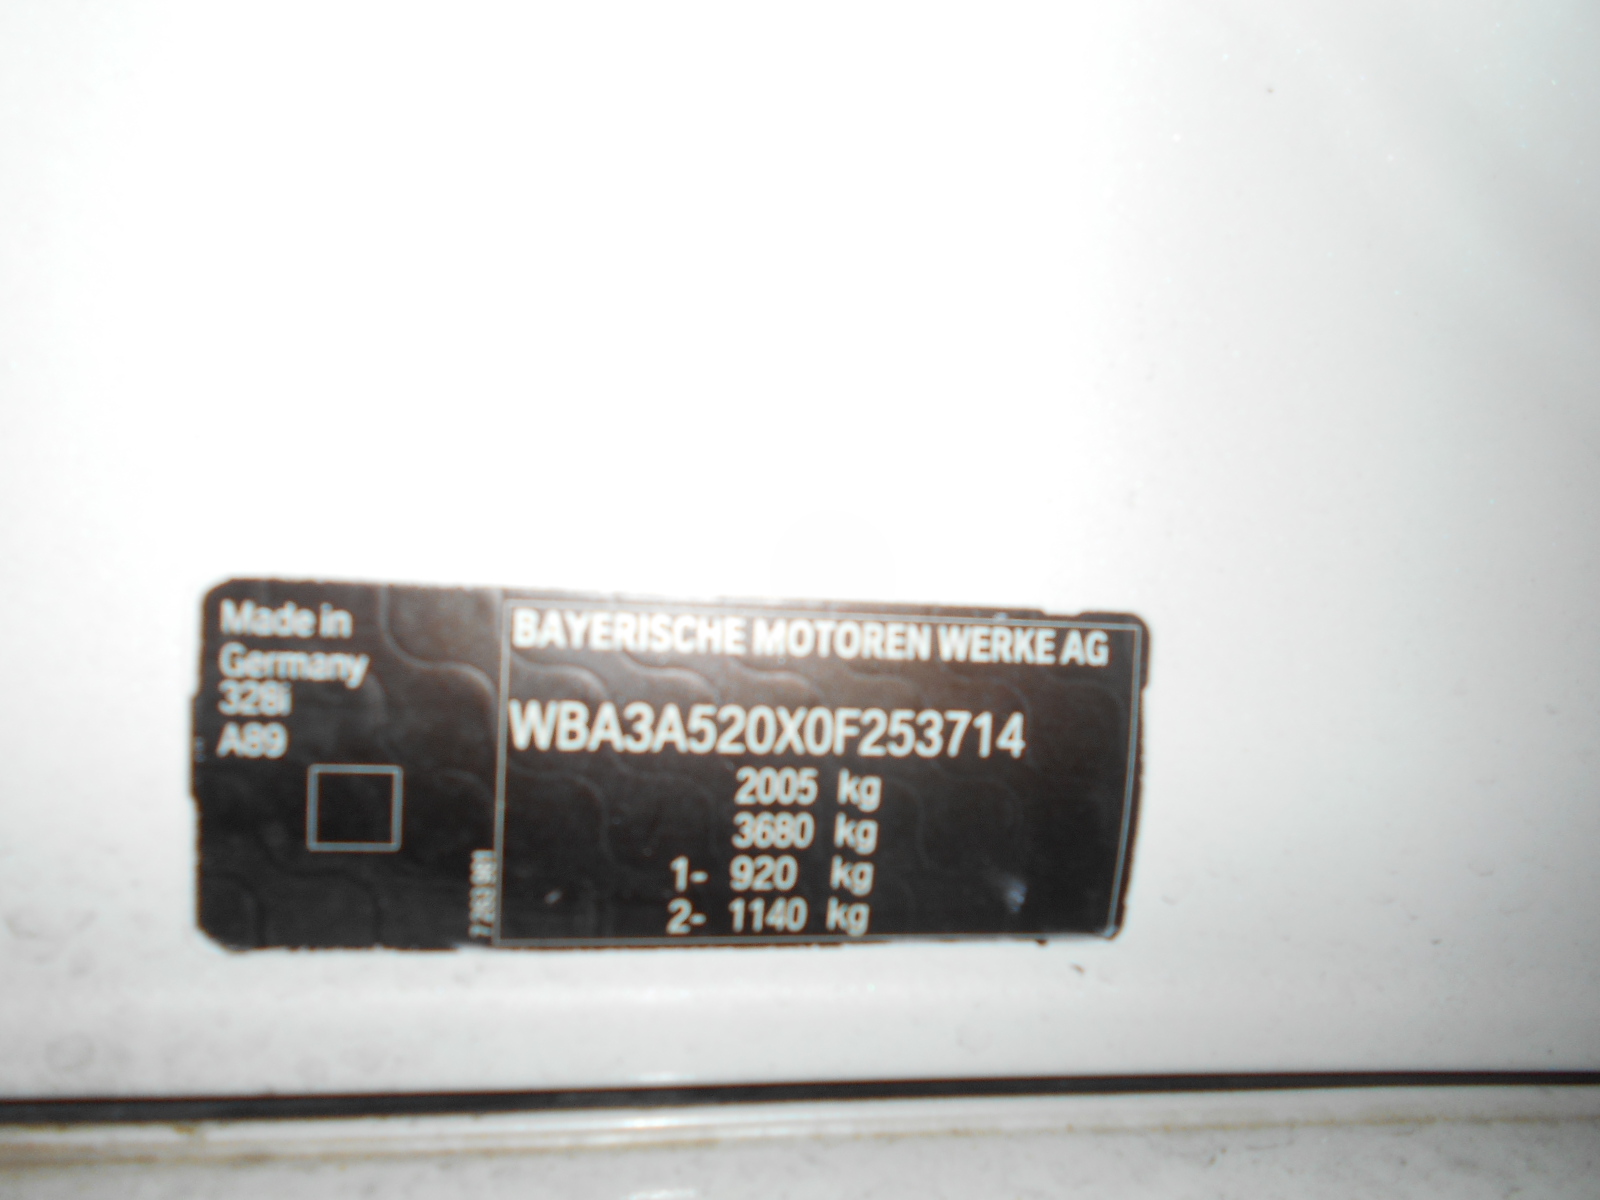 Made in
Germany
328i
A89
BAYERISCHE MOTOREN WERKE AG
WBA3A520X0F253714
2005 kg
3680 kg
1- 920 kg
2- 1140 kg